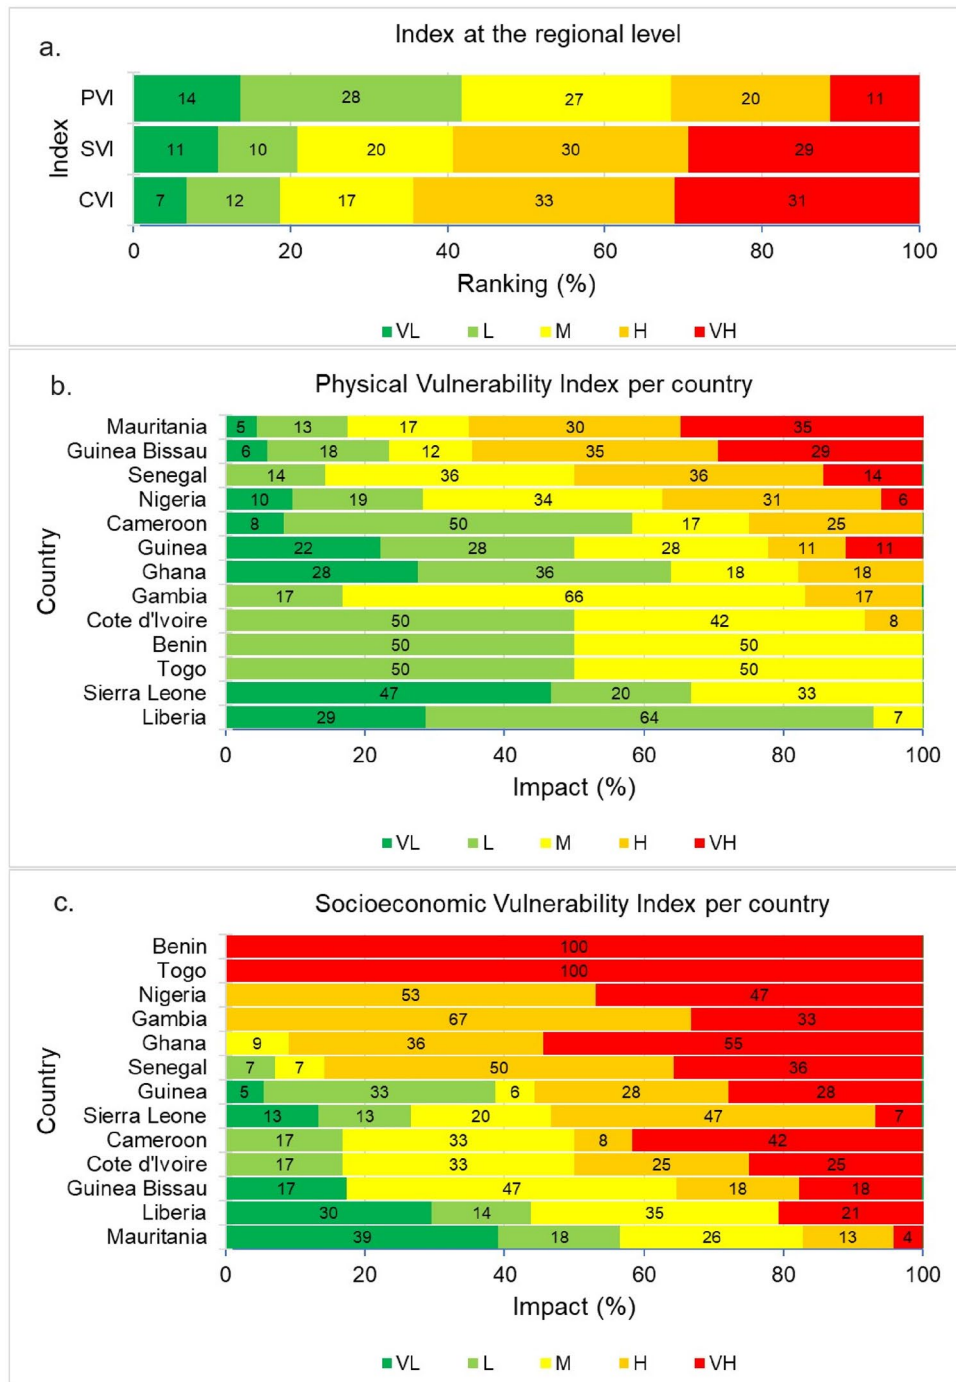 a.
Index at the regional level
Index
PVI 14 28 27 20 11
SVI 11 10 20 30 29
CVI 7 12 17 33 31
0 20 40 60 80 100
Ranking (%)
VL L M H VH
b.
Physical Vulnerability Index per country
Country
Mauritania 5 13 17 30 35
Guinea Bissau 6 18 12 35 29
Senegal 14 36 36 14
Nigeria 10 19 34 31 6
Cameroon 8 50 17 25
Guinea 22 28 28 11 11
Ghana 28 36 18 18
Gambia 17 66 17
Cote d'Ivoire 50 42 8
Benin 50 50
Togo 50 50
Sierra Leone 47 20 33
Liberia 29 64 7
0 20 40 60 80 100
Impact (%)
VL L M H VH
c.
Socioeconomic Vulnerability Index per country
Country
Benin 100
Togo 100
Nigeria 53 47
Gambia 67 33
Ghana 9 36 55
Senegal 7 7 50 36
Guinea 5 33 6 28 28
Sierra Leone 13 13 20 47 7
Cameroon 17 33 8 42
Cote d'Ivoire 17 33 25 25
Guinea Bissau 17 47 18 18
Liberia 30 14 35 21
Mauritania 39 18 26 13 4
0 20 40 60 80 100
Impact (%)
VL L M H VH